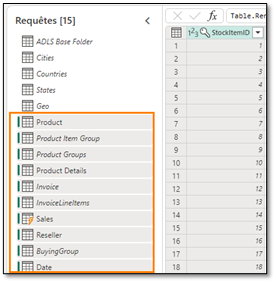 Requêtes [15]
ADLS Base Folder
Cities
Countries
States
Geo
Product
Product Item Group
Product Groups
Product Details
Invoice
InvoiceLineItems
Sales
Reseller
BuyingGroup
Date
fx
Table.Ren
1 2 3 StockItemID
1 1
2 2
3 3
4 4
5 5
6 6
7 7
8 8
9 9
10 10
11 11
12 12
13 13
14 14
15 15
16 16
17 17
18 18